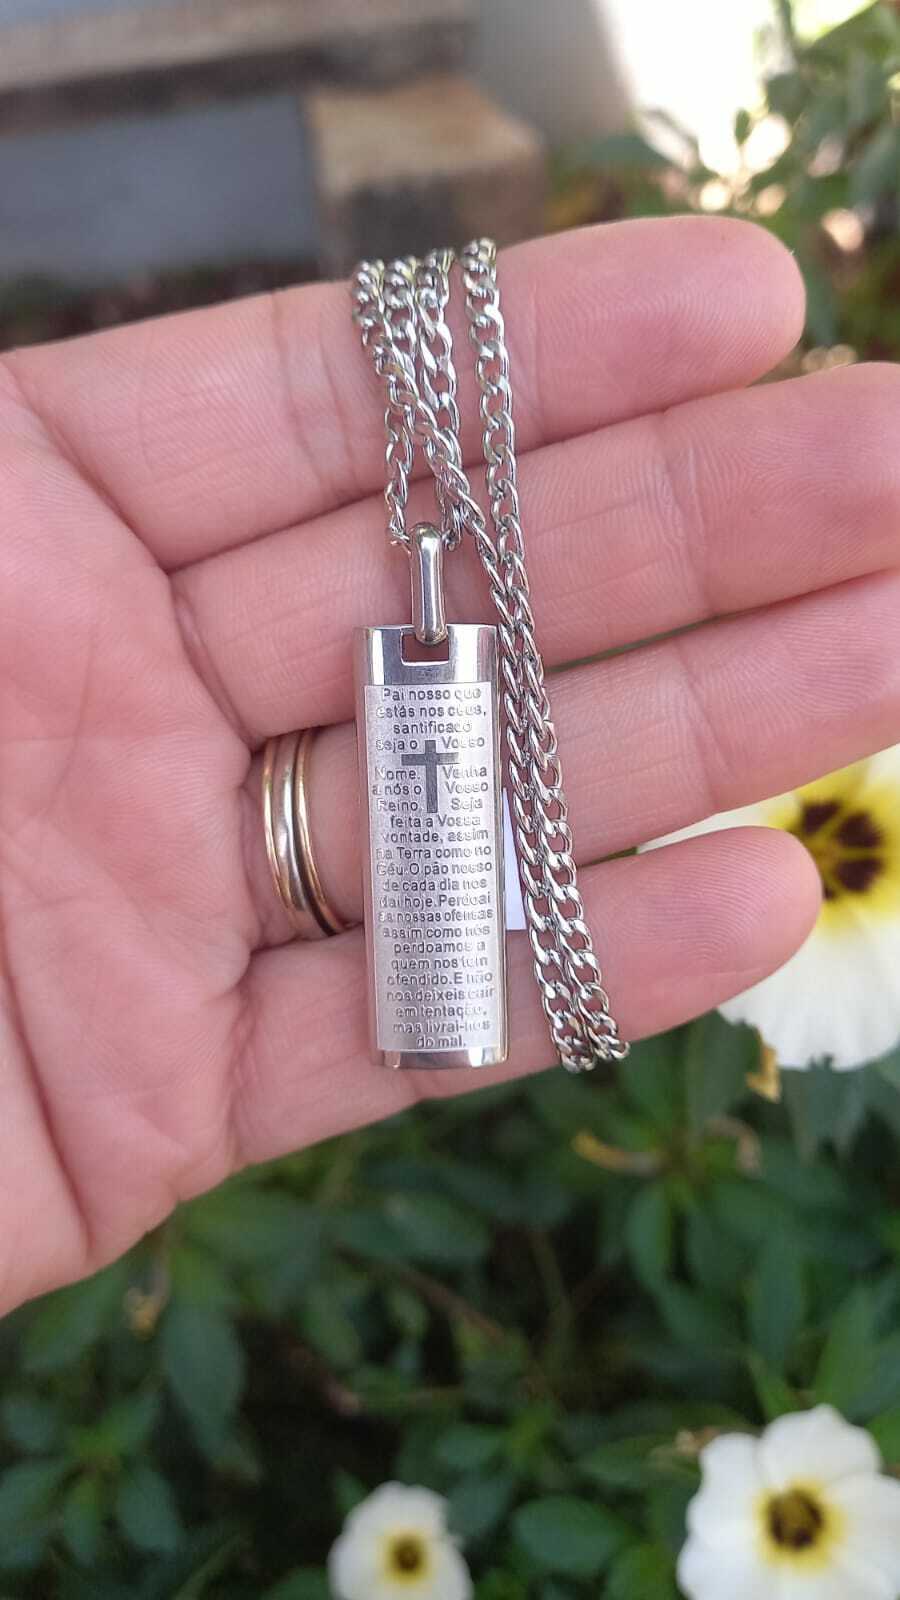 Pai nosso que
estás nos céus,
santificado
seja o Vosso
Nome. Venha
a nós o Vosso
Reino. Seja
feita a Vossa
vontade, assim
na Terra como no
Céu.O pão nosso
de cada dia nos
dai hoje.Perdoai
as nossas ofensas
assim como nós
perdoamos a
quem nos tem
ofendido.E não
nos deixeis cair
em tentação,
mas livrai-nos
do mal.